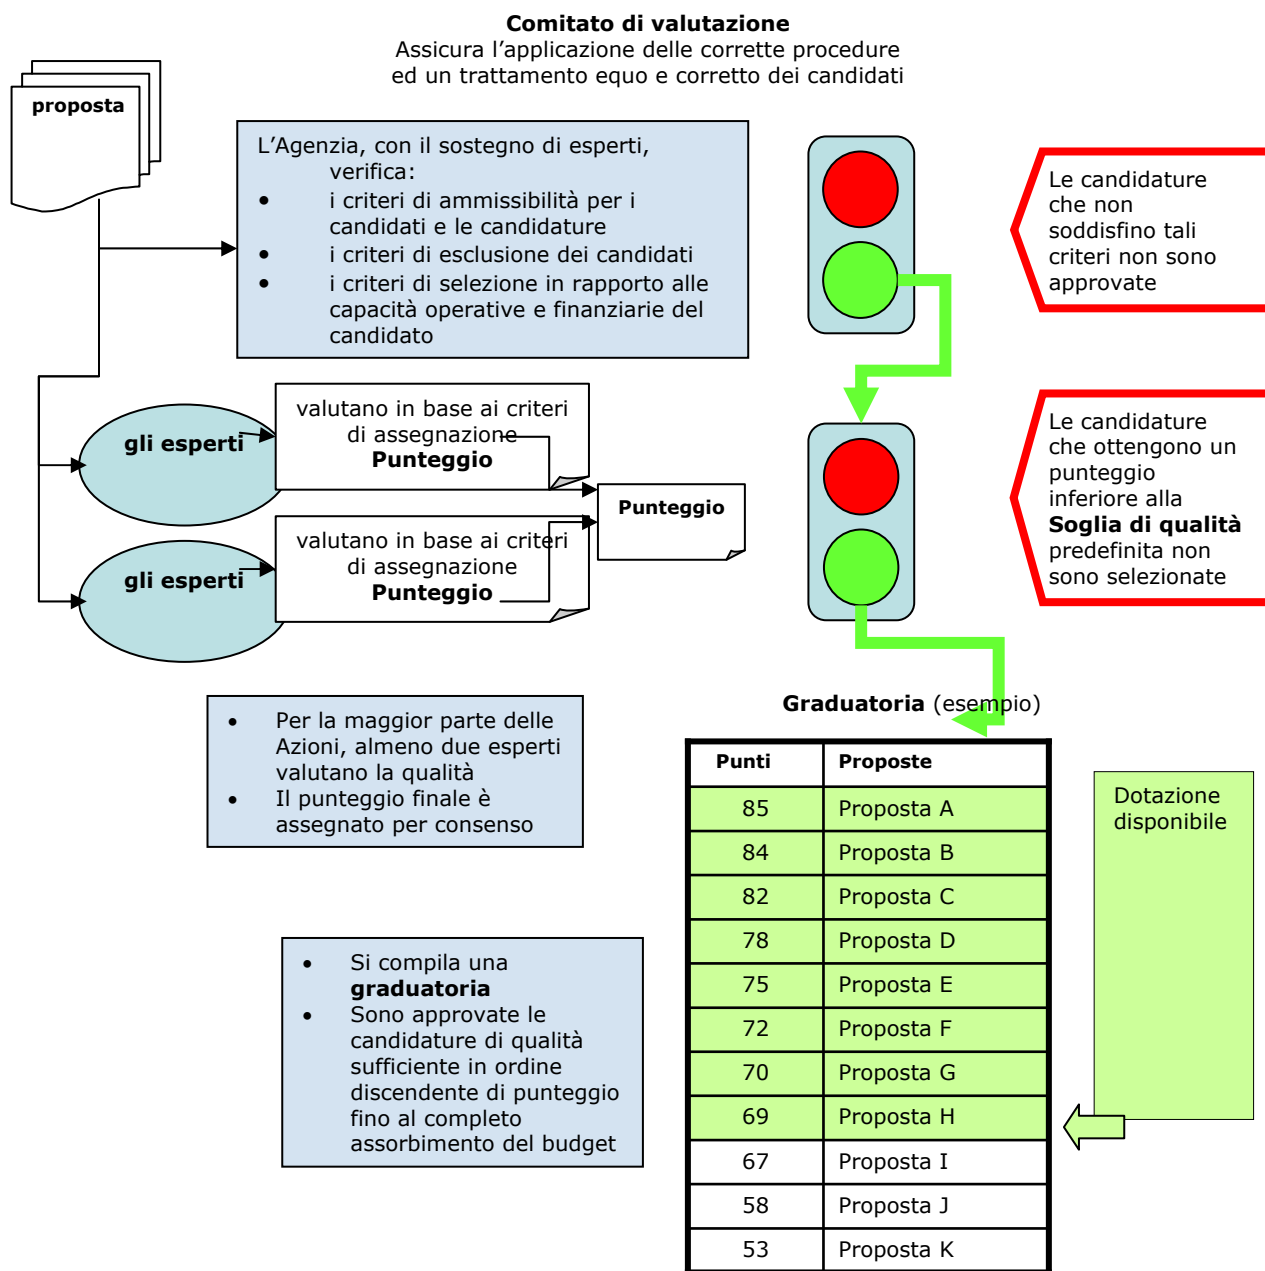 Comitato di valutazione
Assicura l'applicazione delle corrette procedure
ed un trattamento equo e corretto dei candidati
proposta
L'Agenzia, con il sostegno di esperti,
verifica:
• i criteri di ammissibilità per i
candidati e le candidature
• i criteri di esclusione dei candidati
• i criteri di selezione in rapporto alle
capacità operative e finanziarie del
candidato
Le candidature
che non
soddisfino tali
criteri non sono
approvate
gli esperti
valutano in base ai criteri
di assegnazione
Punteggio
gli esperti
valutano in base ai criteri
di assegnazione
Punteggio
Punteggio
Le candidature
che ottengono un
punteggio
inferiore alla
Soglia di qualità
predefinita non
sono selezionate
• Per la maggior parte delle
Azioni, almeno due esperti
valutano la qualità
• Il punteggio finale è
assegnato per consenso
• Si compila una
graduatoria
• Sono approvate le
candidature di qualità
sufficiente in ordine
discendente di punteggio
fino al completo
assorbimento del budget
Graduatoria (esempio)
Punti Proposte
85 Proposta A
84 Proposta B
82 Proposta C
78 Proposta D
75 Proposta E
72 Proposta F
70 Proposta G
69 Proposta H
67 Proposta I
58 Proposta J
53 Proposta K
Dotazione
disponibile